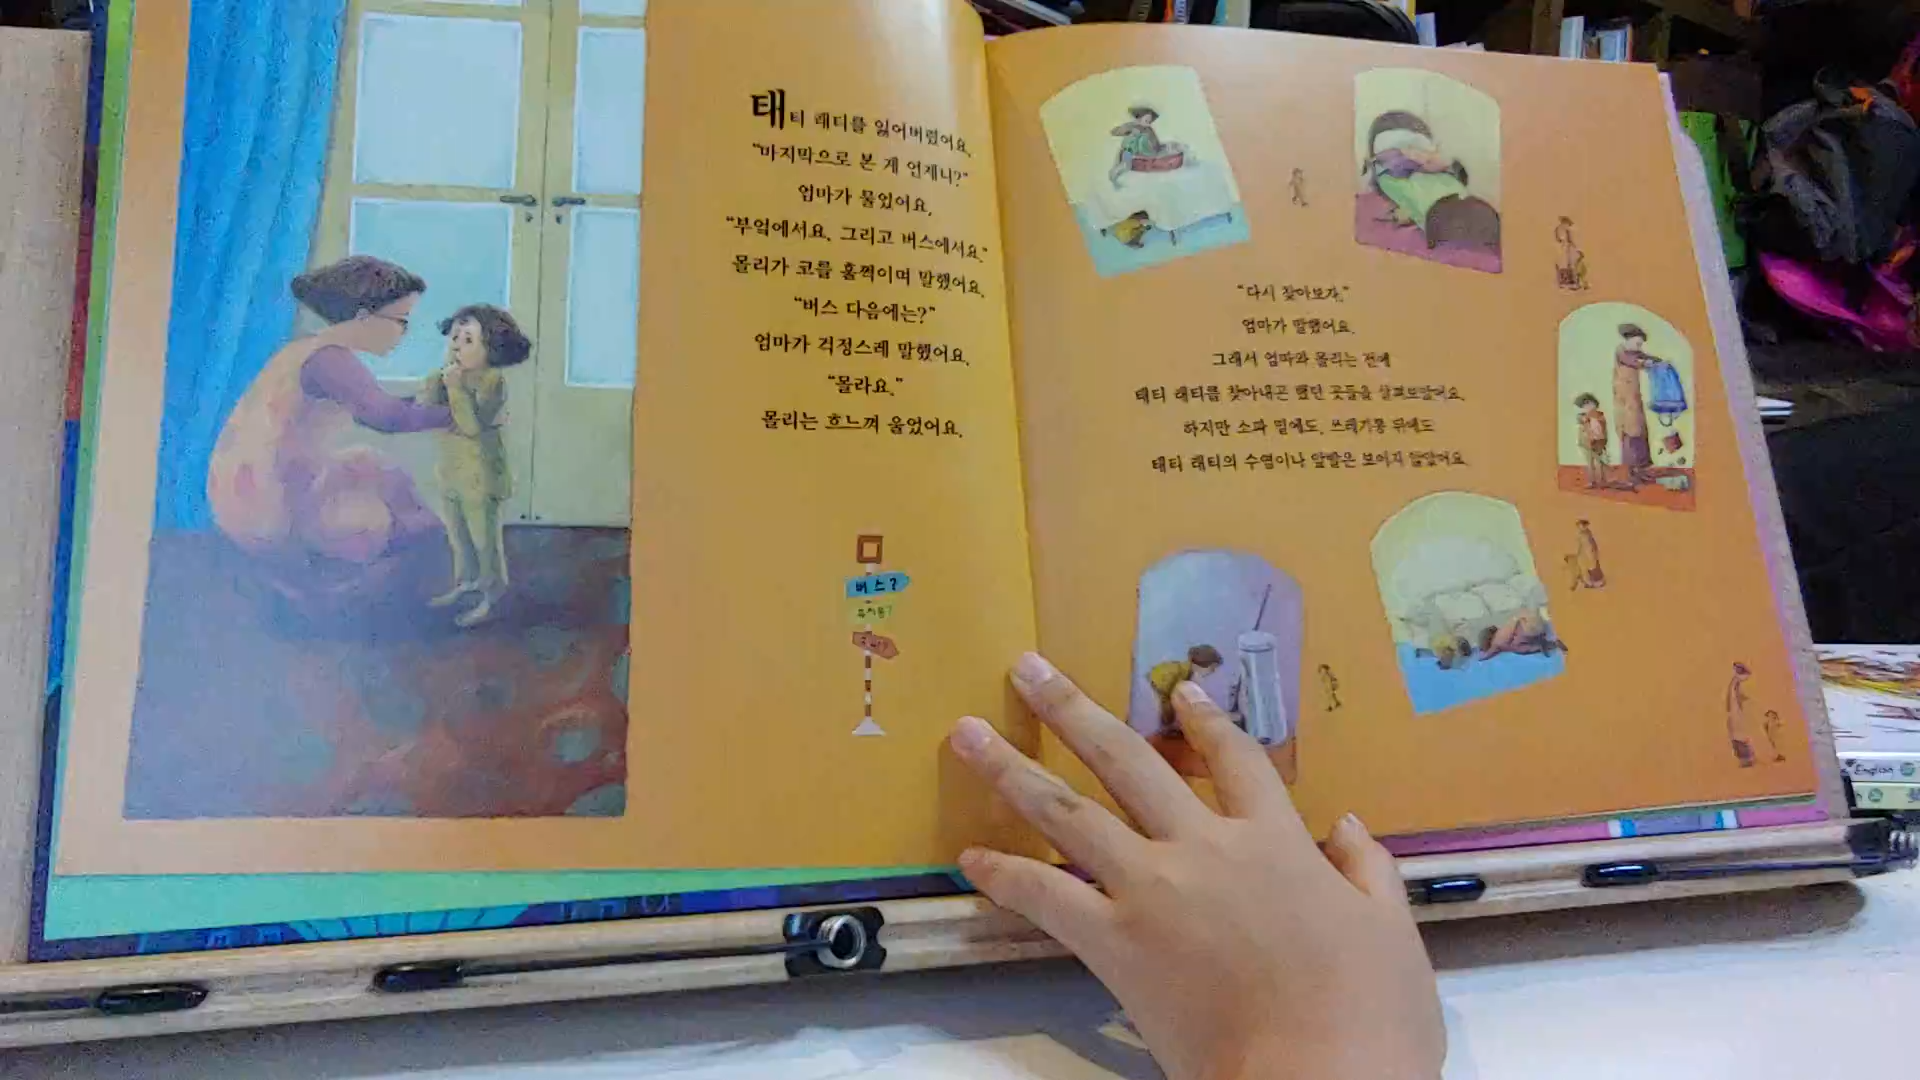 태티 래티를 잃어버렸어요.
“마지막으로 본 게 언제니?”
엄마가 물었어요.
“부엌에서요. 그리고 버스에서요.”
몰리가 코를 훌쩍이며 말했어요.
“버스 다음에는?”
엄마가 걱정스레 말했어요.
“몰라요.”
몰리는 흐느껴 울었어요.
버스?
“다시 찾아보자.”
엄마가 말했어요.
그래서 엄마와 몰리는 전에
태티 래티를 찾아내곤 했던 곳들을 살펴보았어요.
하지만 소파 밑에도, 쓰레기통 뒤에도
태티 래티의 수염이나 앞발은 보이지 않았어요.
English